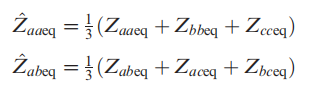 Ẑ_aaeq = 1/3 (Z_aaeq + Z_bbeq + Z_cceq)
Ẑ_abeq = 1/3 (Z_abeq + Z_aceq + Z_bceq)